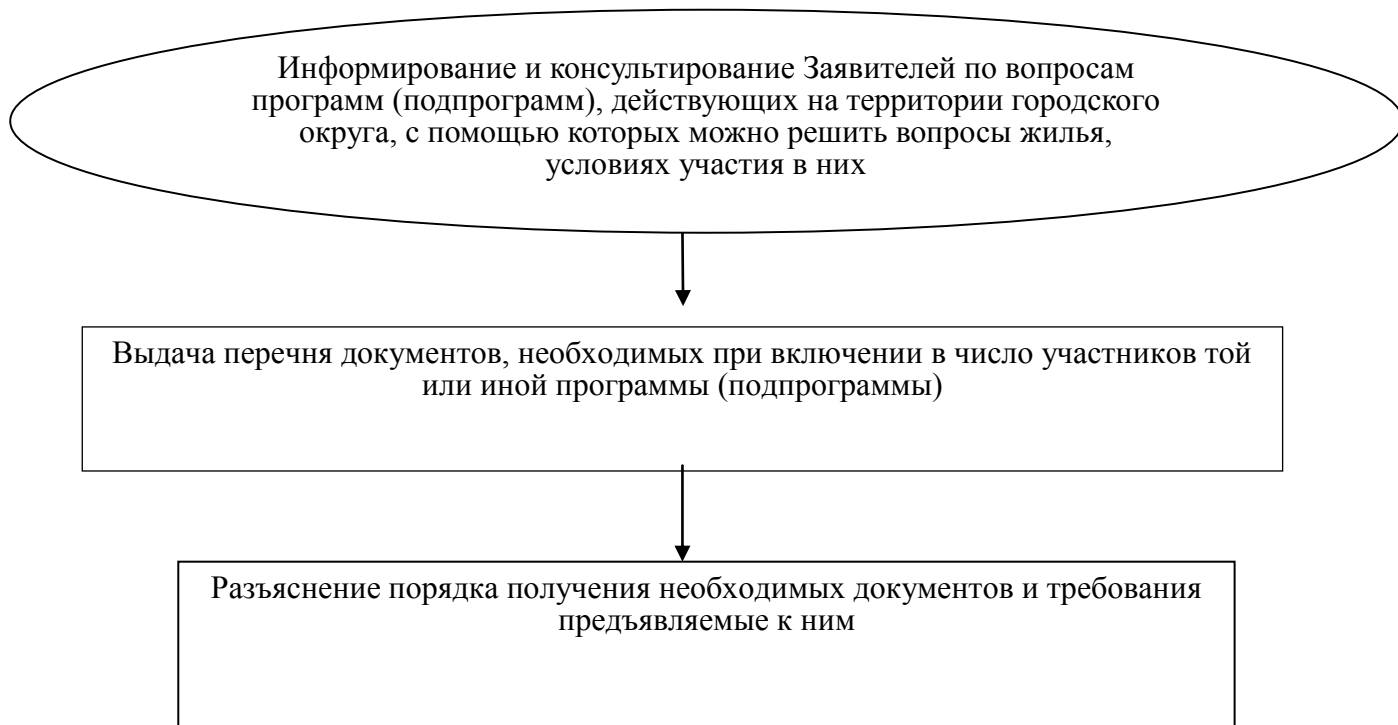 Информирование и консультирование Заявителей по вопросам
программ (подпрограмм), действующих на территории городского
округа, с помощью которых можно решить вопросы жилья,
условиях участия в них
Выдача перечня документов, необходимых при включении в число участников той
или иной программы (подпрограммы)
Разъяснение порядка получения необходимых документов и требования
предъявляемые к ним